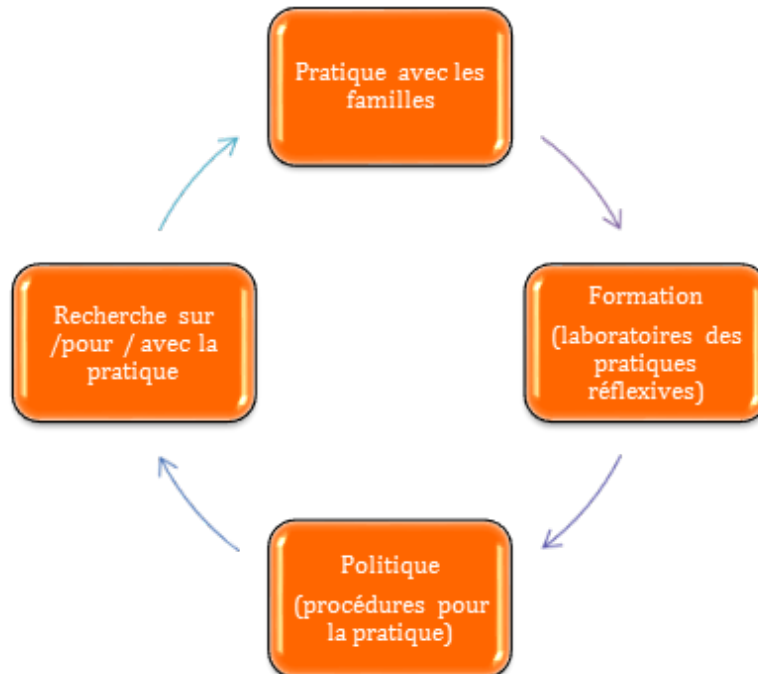 Pratique avec les
familles
Formation
(laboratoires des
pratiques
réflexives)
Politique
(procédures pour
la pratique)
Recherche sur
/pour / avec la
pratique